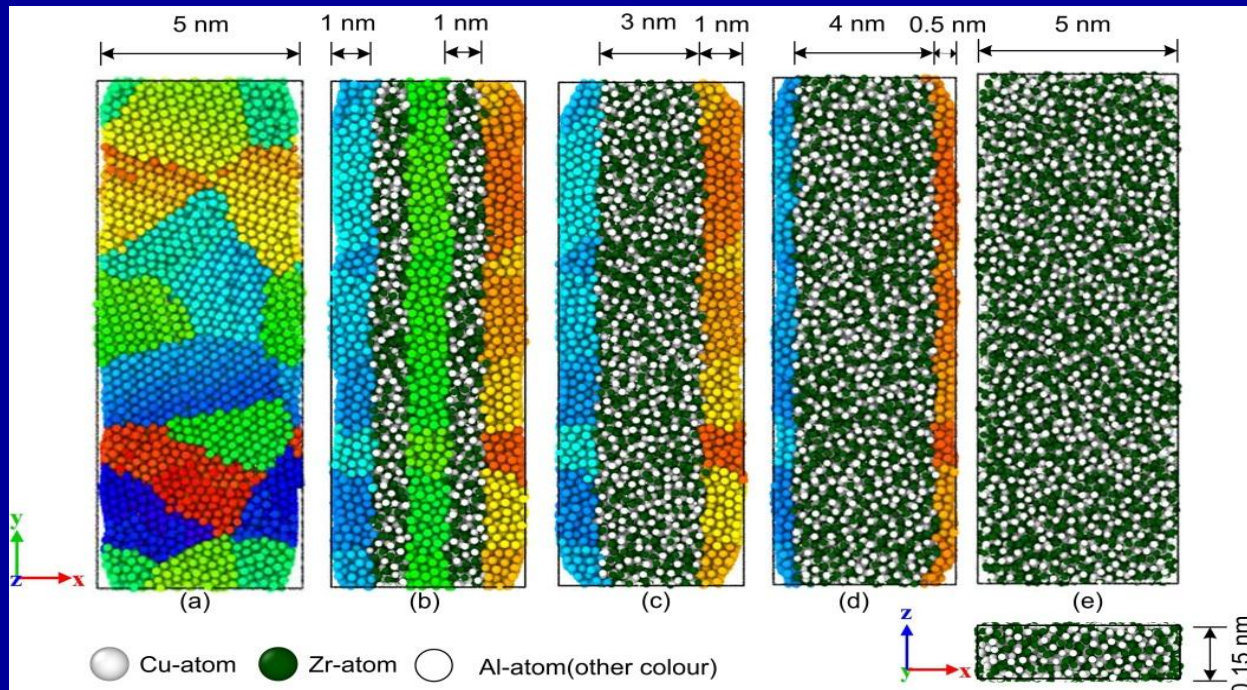 5 nm 1 nm 1 nm 3 nm 1 nm 4 nm 0.5 nm 5 nm
y
z x
(a) (b) (c) (d) (e)
z
y x
0.15 nm
Cu-atom Zr-atom Al-atom(other colour)